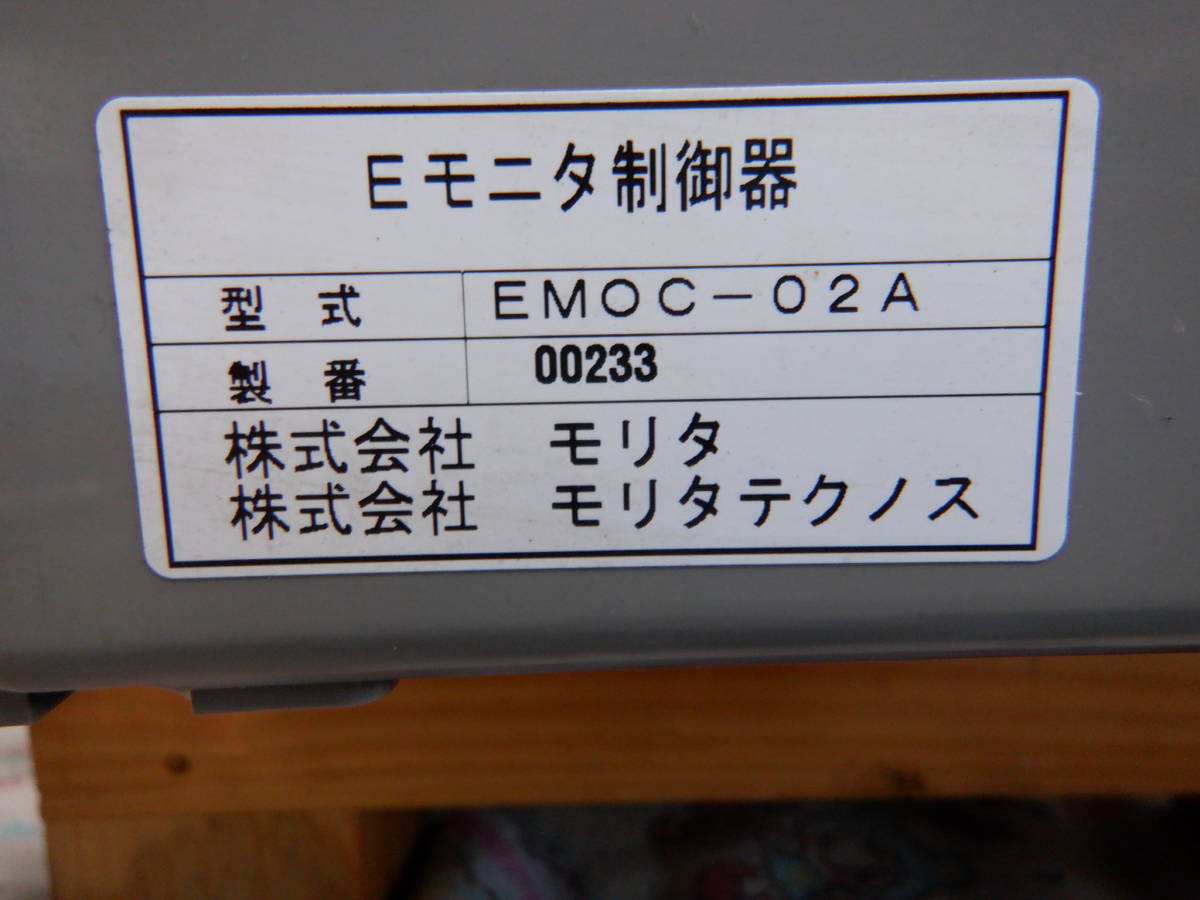 Eモニタ制御器
型式 EMOC-02A
製番 00233
株式会社 モリタ
株式会社 モリタテクノス